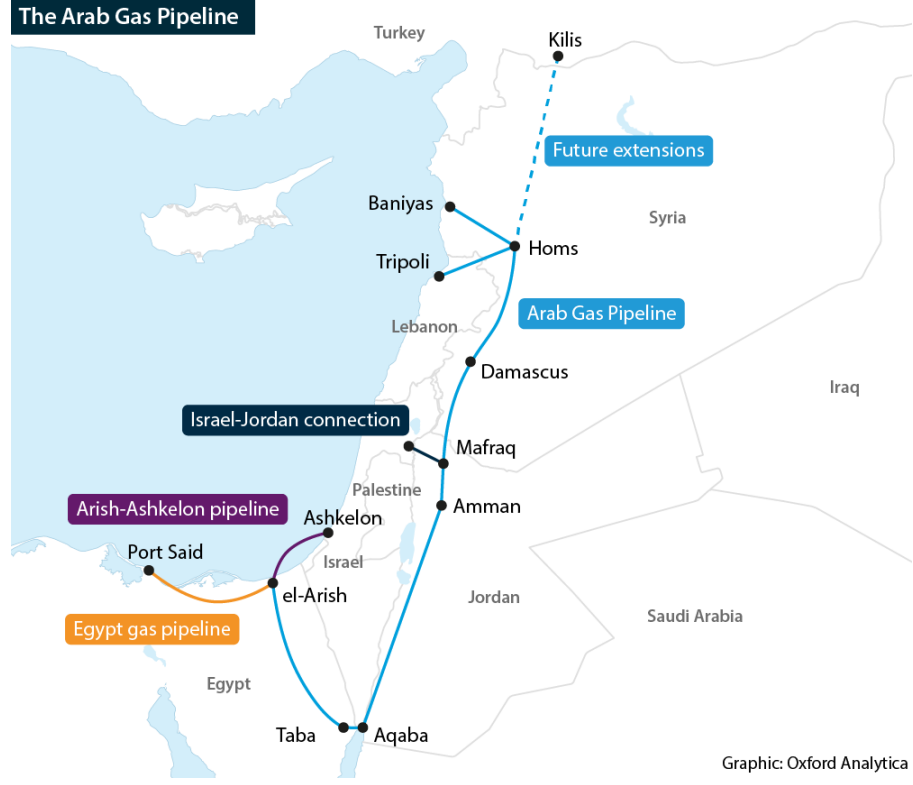 The Arab Gas Pipeline
Turkey
Kilis
Future extensions
Baniyas
Syria
Homs
Tripoli
Arab Gas Pipeline
Lebanon
Damascus
Iraq
Israel-Jordan connection
Mafraq
Palestine
Arish-Ashkelon pipeline
Amman
Ashkelon
Port Said
Israel
el-Arish
Jordan
Saudi Arabia
Egypt gas pipeline
Egypt
Taba
Aqaba
Graphic: Oxford Analytica